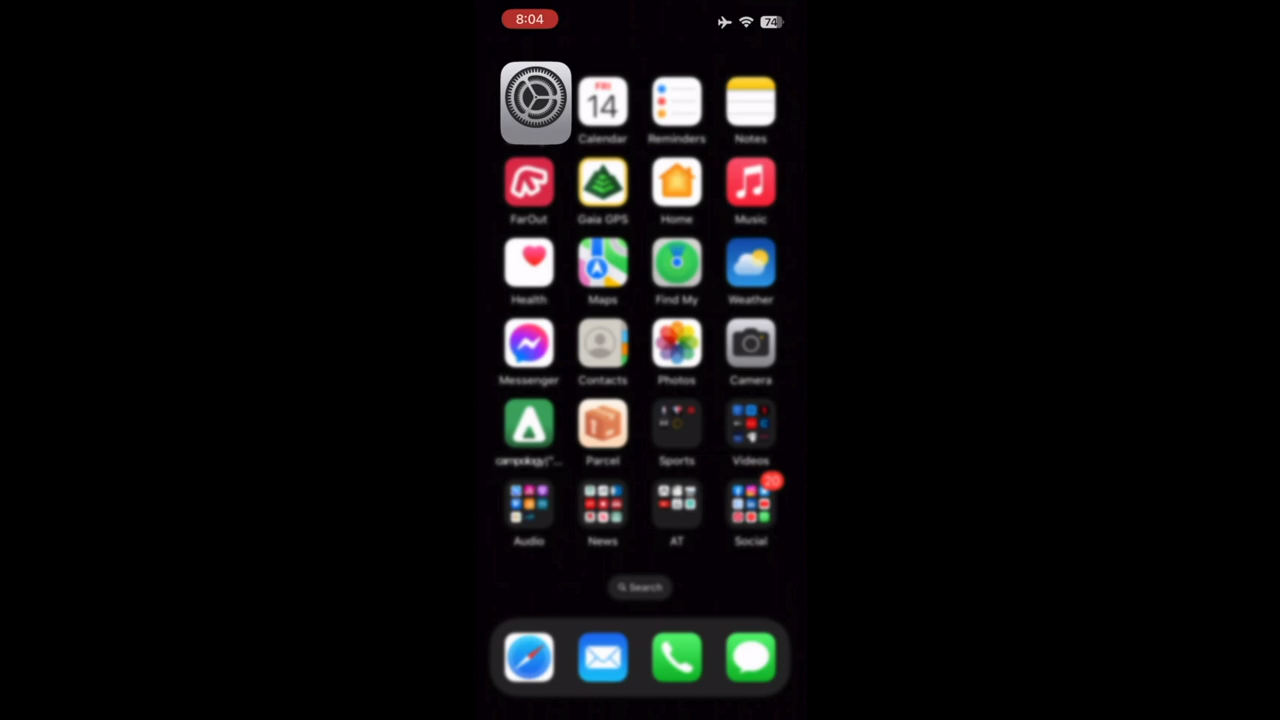 8:04
74
FRI
14
Calendar
Reminders
Notes
FarOut
Gaia GPS
Home
Music
Health
Maps
Find My
Weather
Messenger
Contacts
Photos
Camera
Parcel
Sports
Videos
20
Audio
News
AT
Social
Search